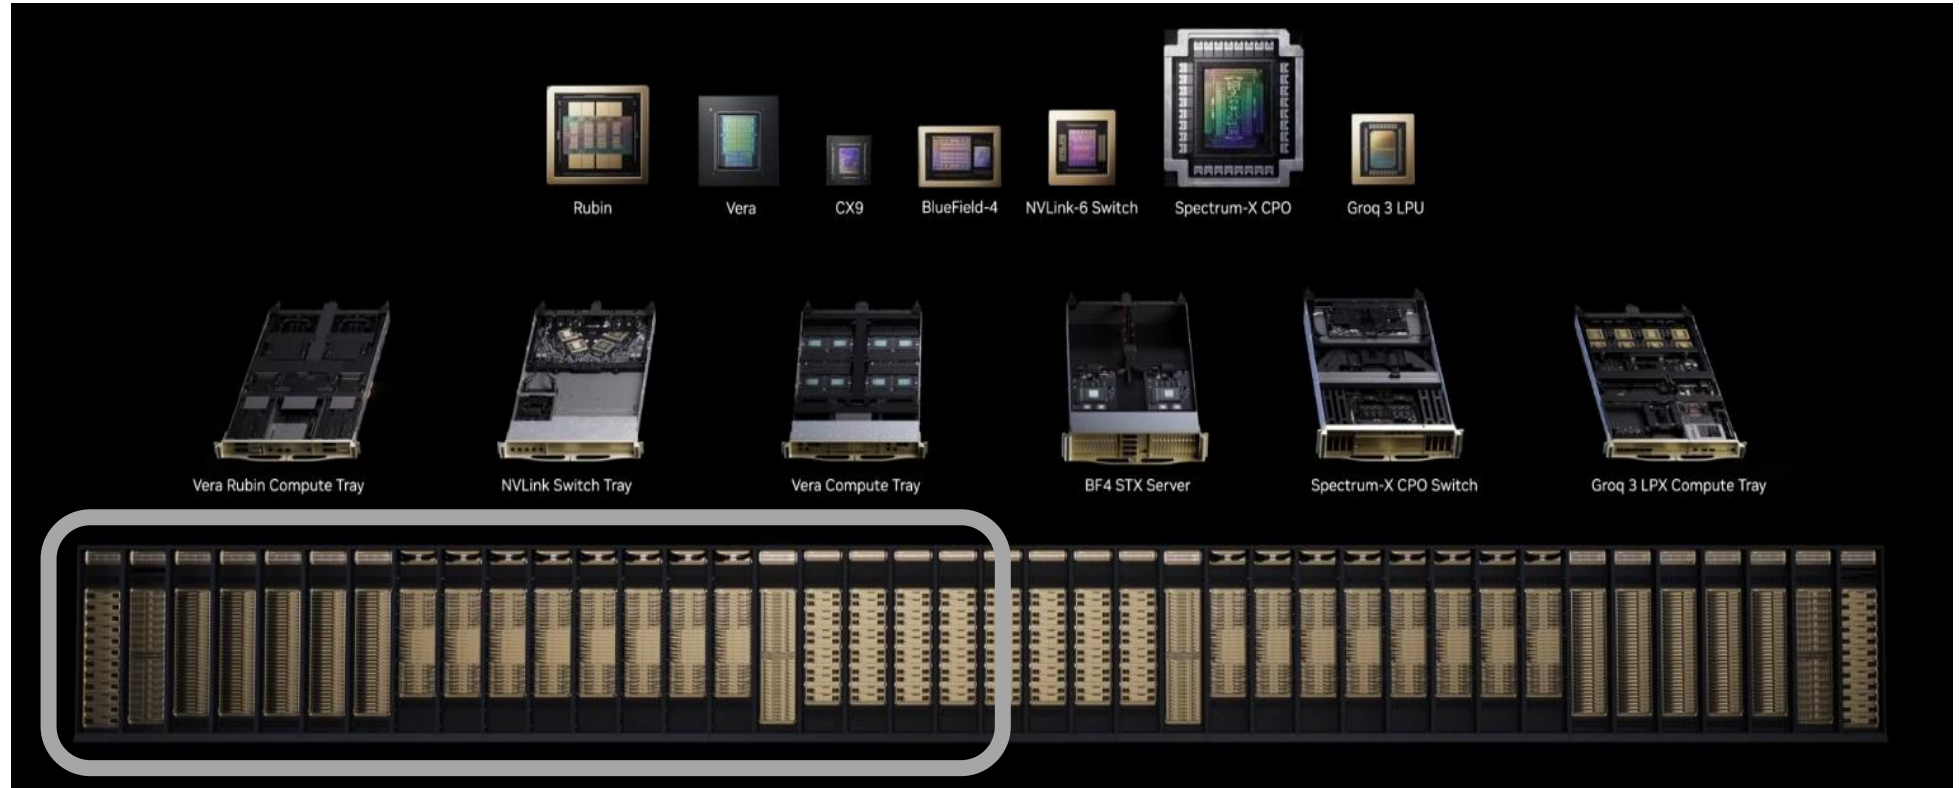 Rubin
Vera
CX9
BlueField-4
NVLink-6 Switch
Spectrum-X CPO
Groq 3 LPU
Vera Rubin Compute Tray
NVLink Switch Tray
Vera Compute Tray
BF4 STX Server
Spectrum-X CPO Switch
Groq 3 LPX Compute Tray